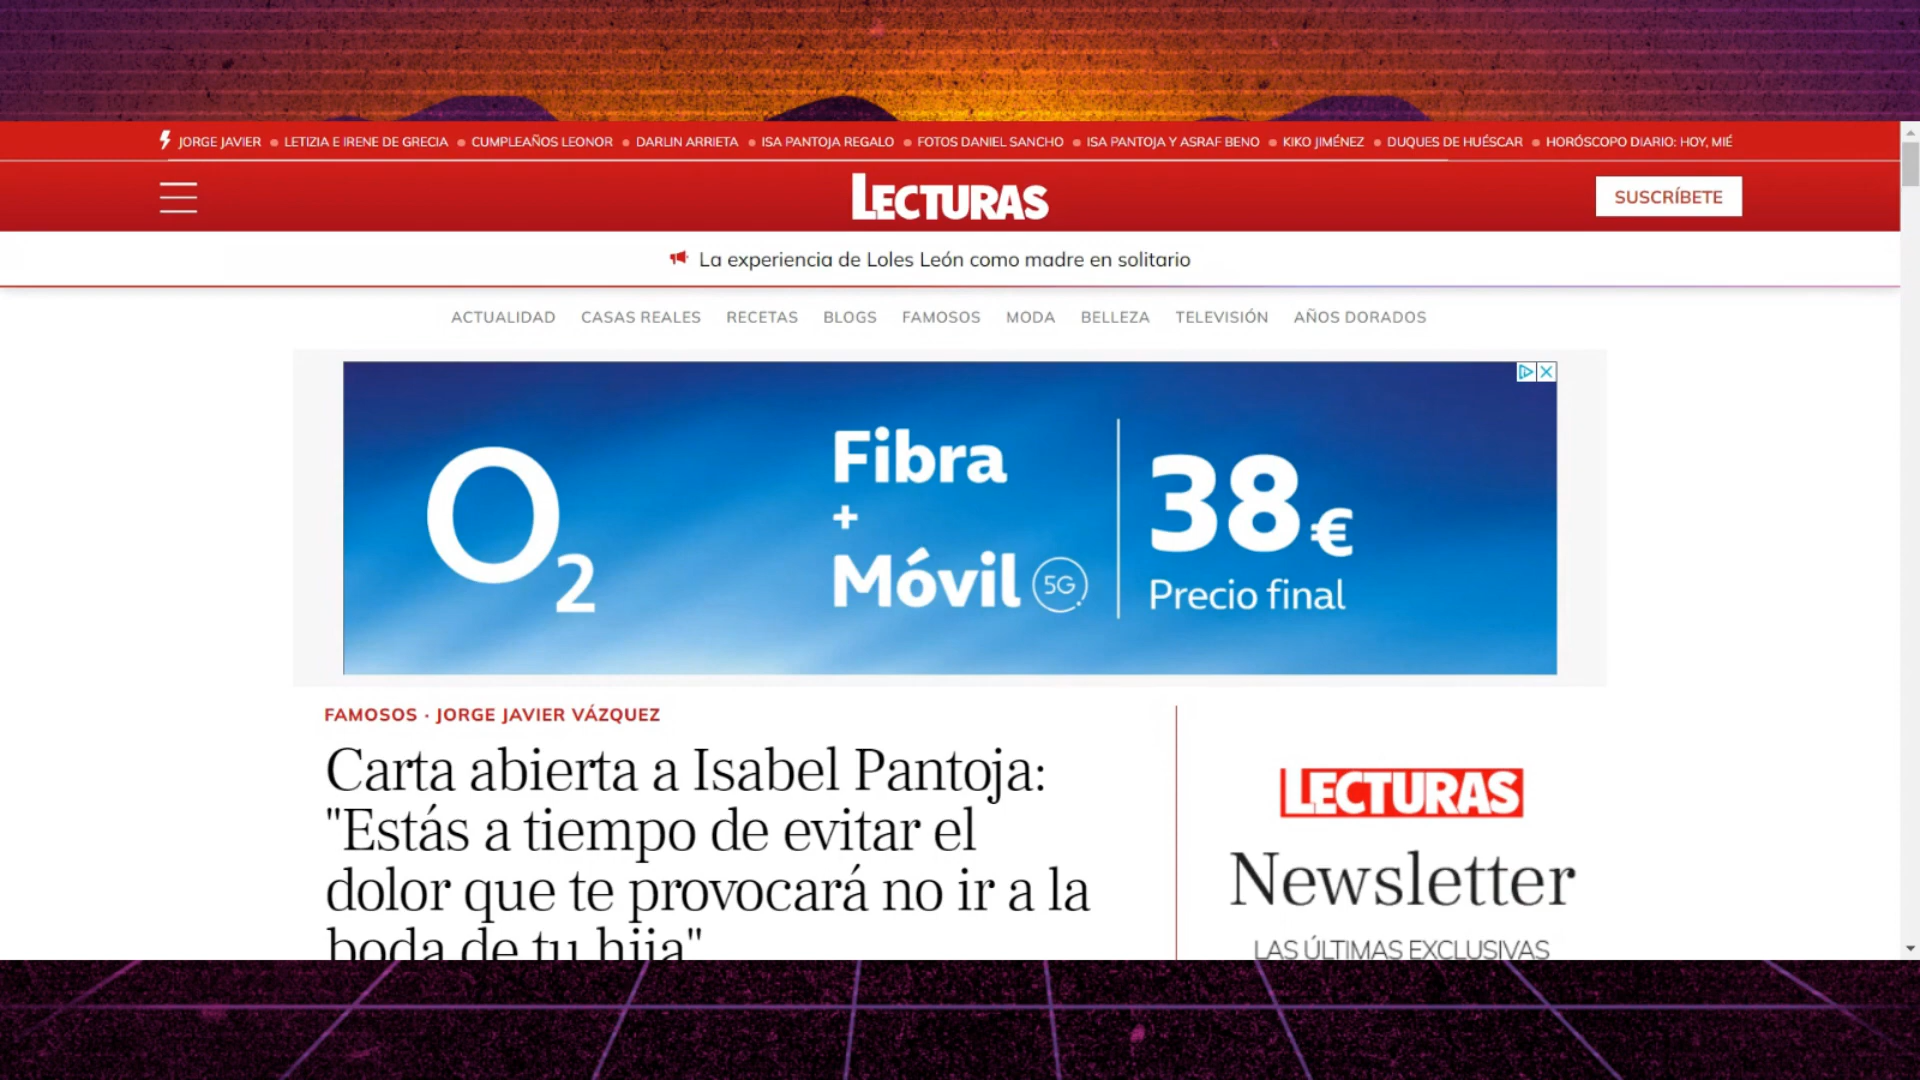 JORGE JAVIER • LETIZIA E IRENE DE GRECIA • CUMPLEAÑOS LEONOR • DARLIN ARRIETA • ISA PANTOJA REGALO • FOTOS DANIEL SANCHO • ISA PANTOJA Y ASRAF BENO • KIKO JIMÉNEZ • DUQUES DE HUÉSCAR • HORÓSCOPO DIARIO: HOY, MIÉ
LECTURAS
SUSCRÍBETE
La experiencia de Loles León como madre en solitario
ACTUALIDAD CASAS REALES RECETAS BLOGS FAMOSOS MODA BELLEZA TELEVISIÓN AÑOS DORADOS
O2
Fibra
+
Móvil 5G
38€
Precio final
FAMOSOS · JORGE JAVIER VÁZQUEZ
Carta abierta a Isabel Pantoja:
"Estás a tiempo de evitar el
dolor que te provocará no ir a la
boda de tu hija"
LECTURAS
Newsletter
LAS ÚLTIMAS EXCLUSIVAS